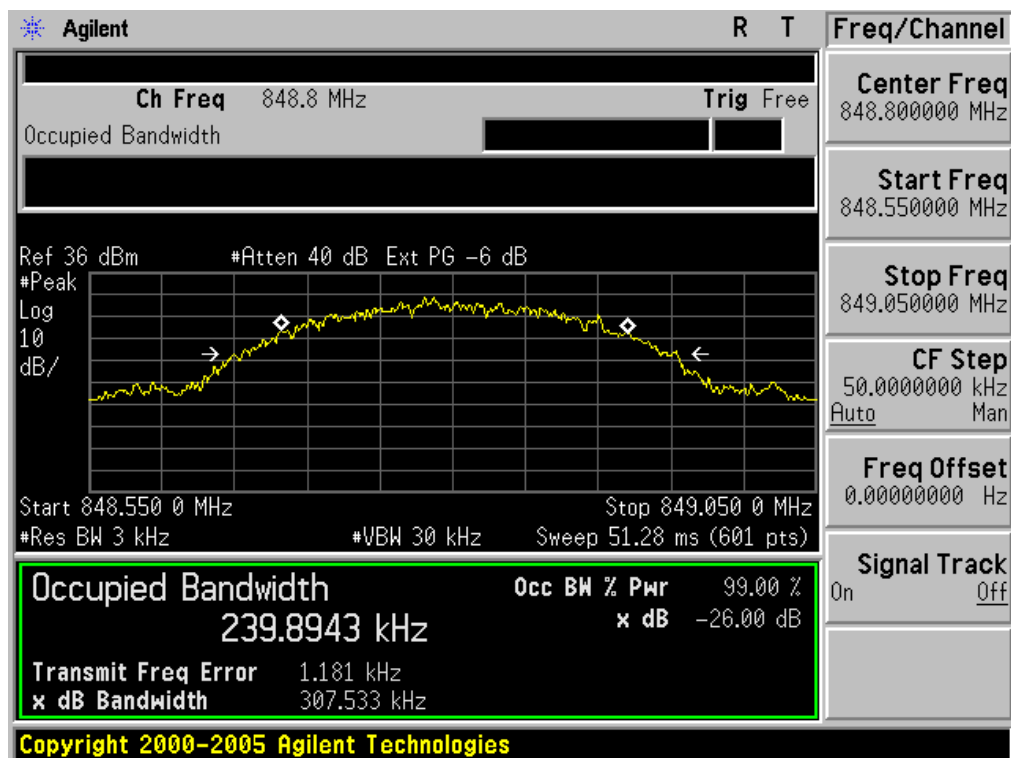 Agilent R T
Freq/Channel
Ch Freq 848.8 MHz Trig Free
Occupied Bandwidth
Center Freq
848.800000 MHz
Start Freq
848.550000 MHz
Stop Freq
849.050000 MHz
CF Step
50.0000000 kHz
Auto Man
Freq Offset
0.00000000 Hz
Signal Track
On Off
Ref 36 dBm #Atten 40 dB Ext PG -6 dB
#Peak
Log
10
dB/
Start 848.550 0 MHz Stop 849.050 0 MHz
#Res BW 3 kHz #VBW 30 kHz Sweep 51.28 ms (601 pts)
Occupied Bandwidth Occ BW % Pwr 99.00 %
239.8943 kHz x dB -26.00 dB
Transmit Freq Error 1.181 kHz
x dB Bandwidth 307.533 kHz
Copyright 2000-2005 Agilent Technologies